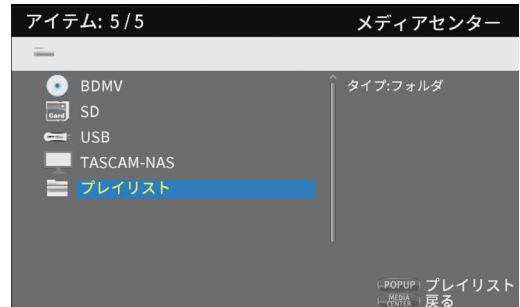 アイテム: 5/5
メディアセンター
BDMV
タイプ:フォルダ
Card
SD
USB
TASCAM-NAS
プレイリスト
POPUP プレイリスト
MEDIA CENTER 戻る